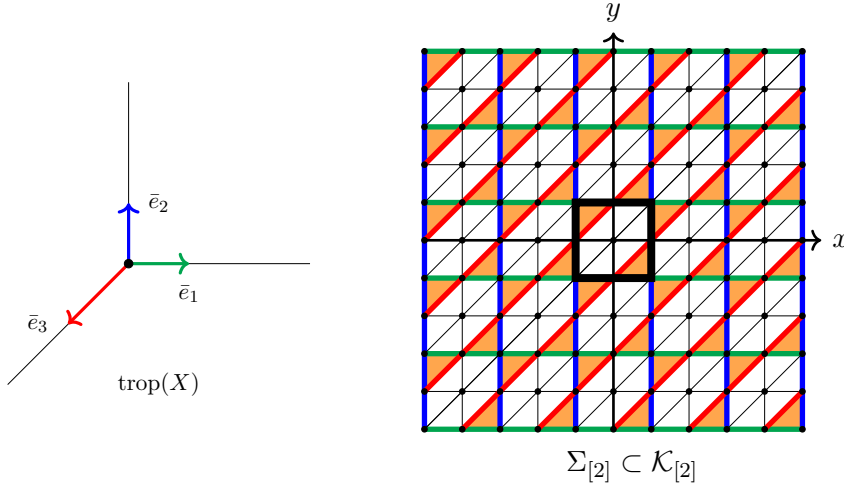 y
ē₂
x
ē₁
ē₃
trop(X)
Σ[2] ⊂ 𝒦[2]